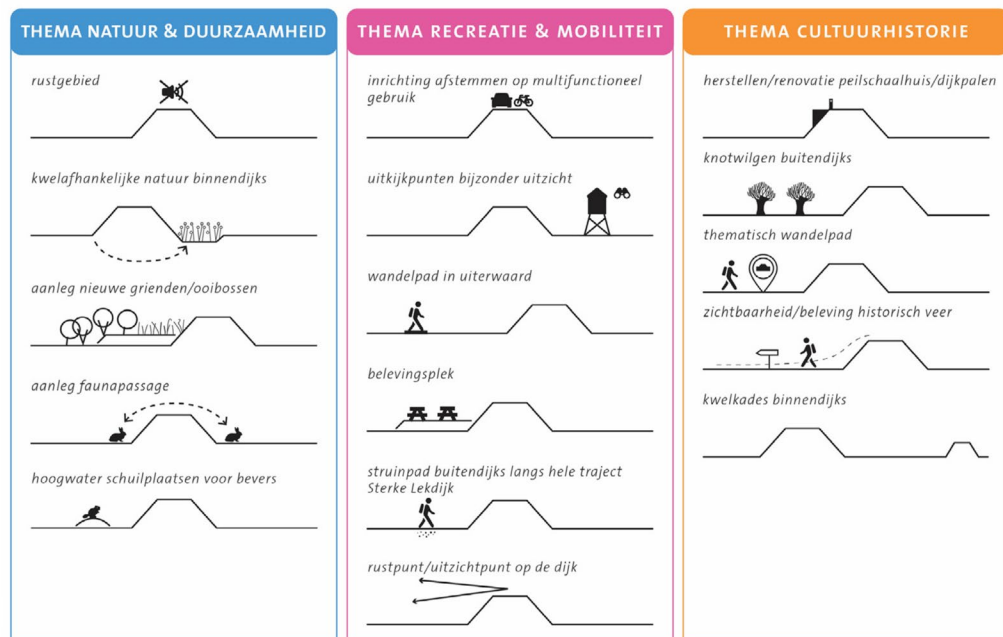 THEMA NATUUR & DUURZAAMHEID
rustgebied
kwelafhankelijke natuur binnendijks
aanleg nieuwe grienden/ooibossen
aanleg faunapassage
hoogwater schuilplaatsen voor bevers
THEMA RECREATIE & MOBILITEIT
inrichting afstemmen op multifunctioneel
gebruik
uitkijkpunten bijzonder uitzicht
wandelpad in uiterwaard
belevingsplek
struinpad buitendijks langs hele traject
Sterke Lekdijk
rustpunt/uitzichtpunt op de dijk
THEMA CULTUURHISTORIE
herstellen/renovatie peilschaalhuis/dijkpalen
knotwilgen buitendijks
thematisch wandelpad
zichtbaarheid/beleving historisch veer
kwelkades binnendijks